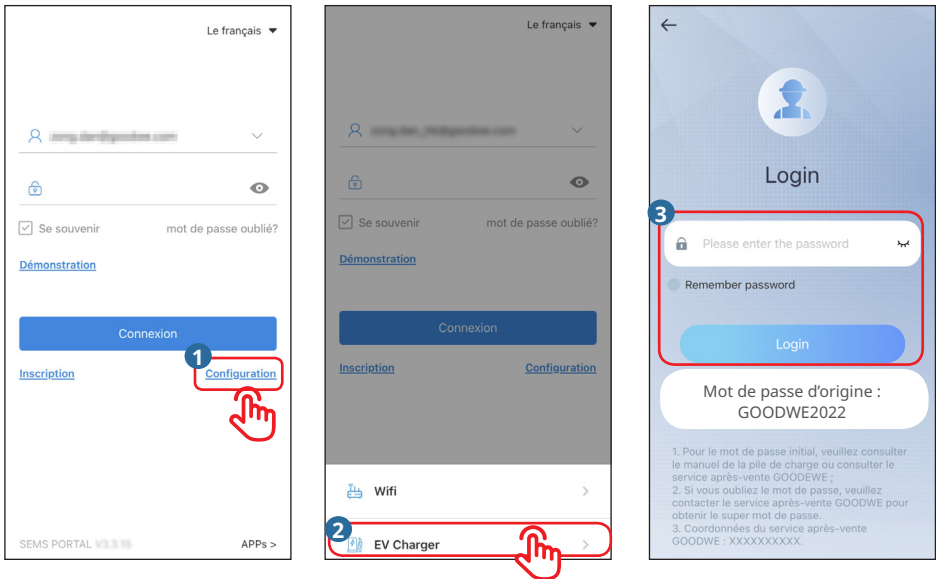 Le français
Se souvenir
mot de passe oublié?
Démonstration
Connexion
1
Inscription
Configuration
SEMS PORTAL
APPs >
Le français
Se souvenir
mot de passe oublié?
Démonstration
Connexion
Inscription
Configuration
Wifi
2
EV Charger
Login
3
Please enter the password
Remember password
Login
Mot de passe d'origine :
GOODWE2022
1. Pour le mot de passe initial, veuillez consulter
le manuel de la pile de charge ou consulter le
service après-vente GOODEWE ;
2. Si vous oubliez le mot de passe, veuillez
contacter le service après-vente GOODWE pour
obtenir le super mot de passe.
3. Coordonnées du service après-vente
GOODWE : XXXXXXXXXX.